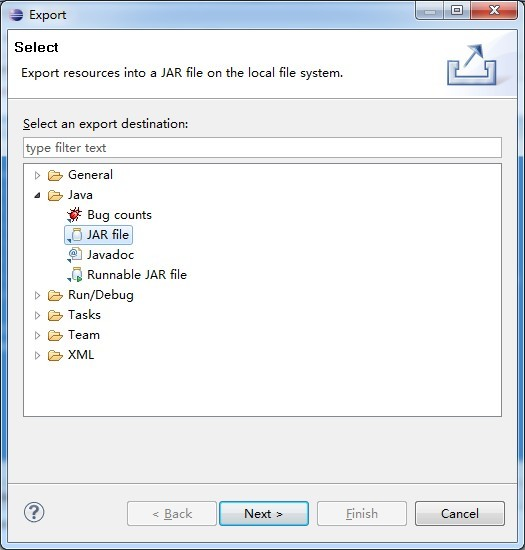 Export
Select
Export resources into a JAR file on the local file system.
Select an export destination:
type filter text
General
Java
Bug counts
JAR file
Javadoc
Runnable JAR file
Run/Debug
Tasks
Team
XML
?
< Back
Next >
Finish
Cancel